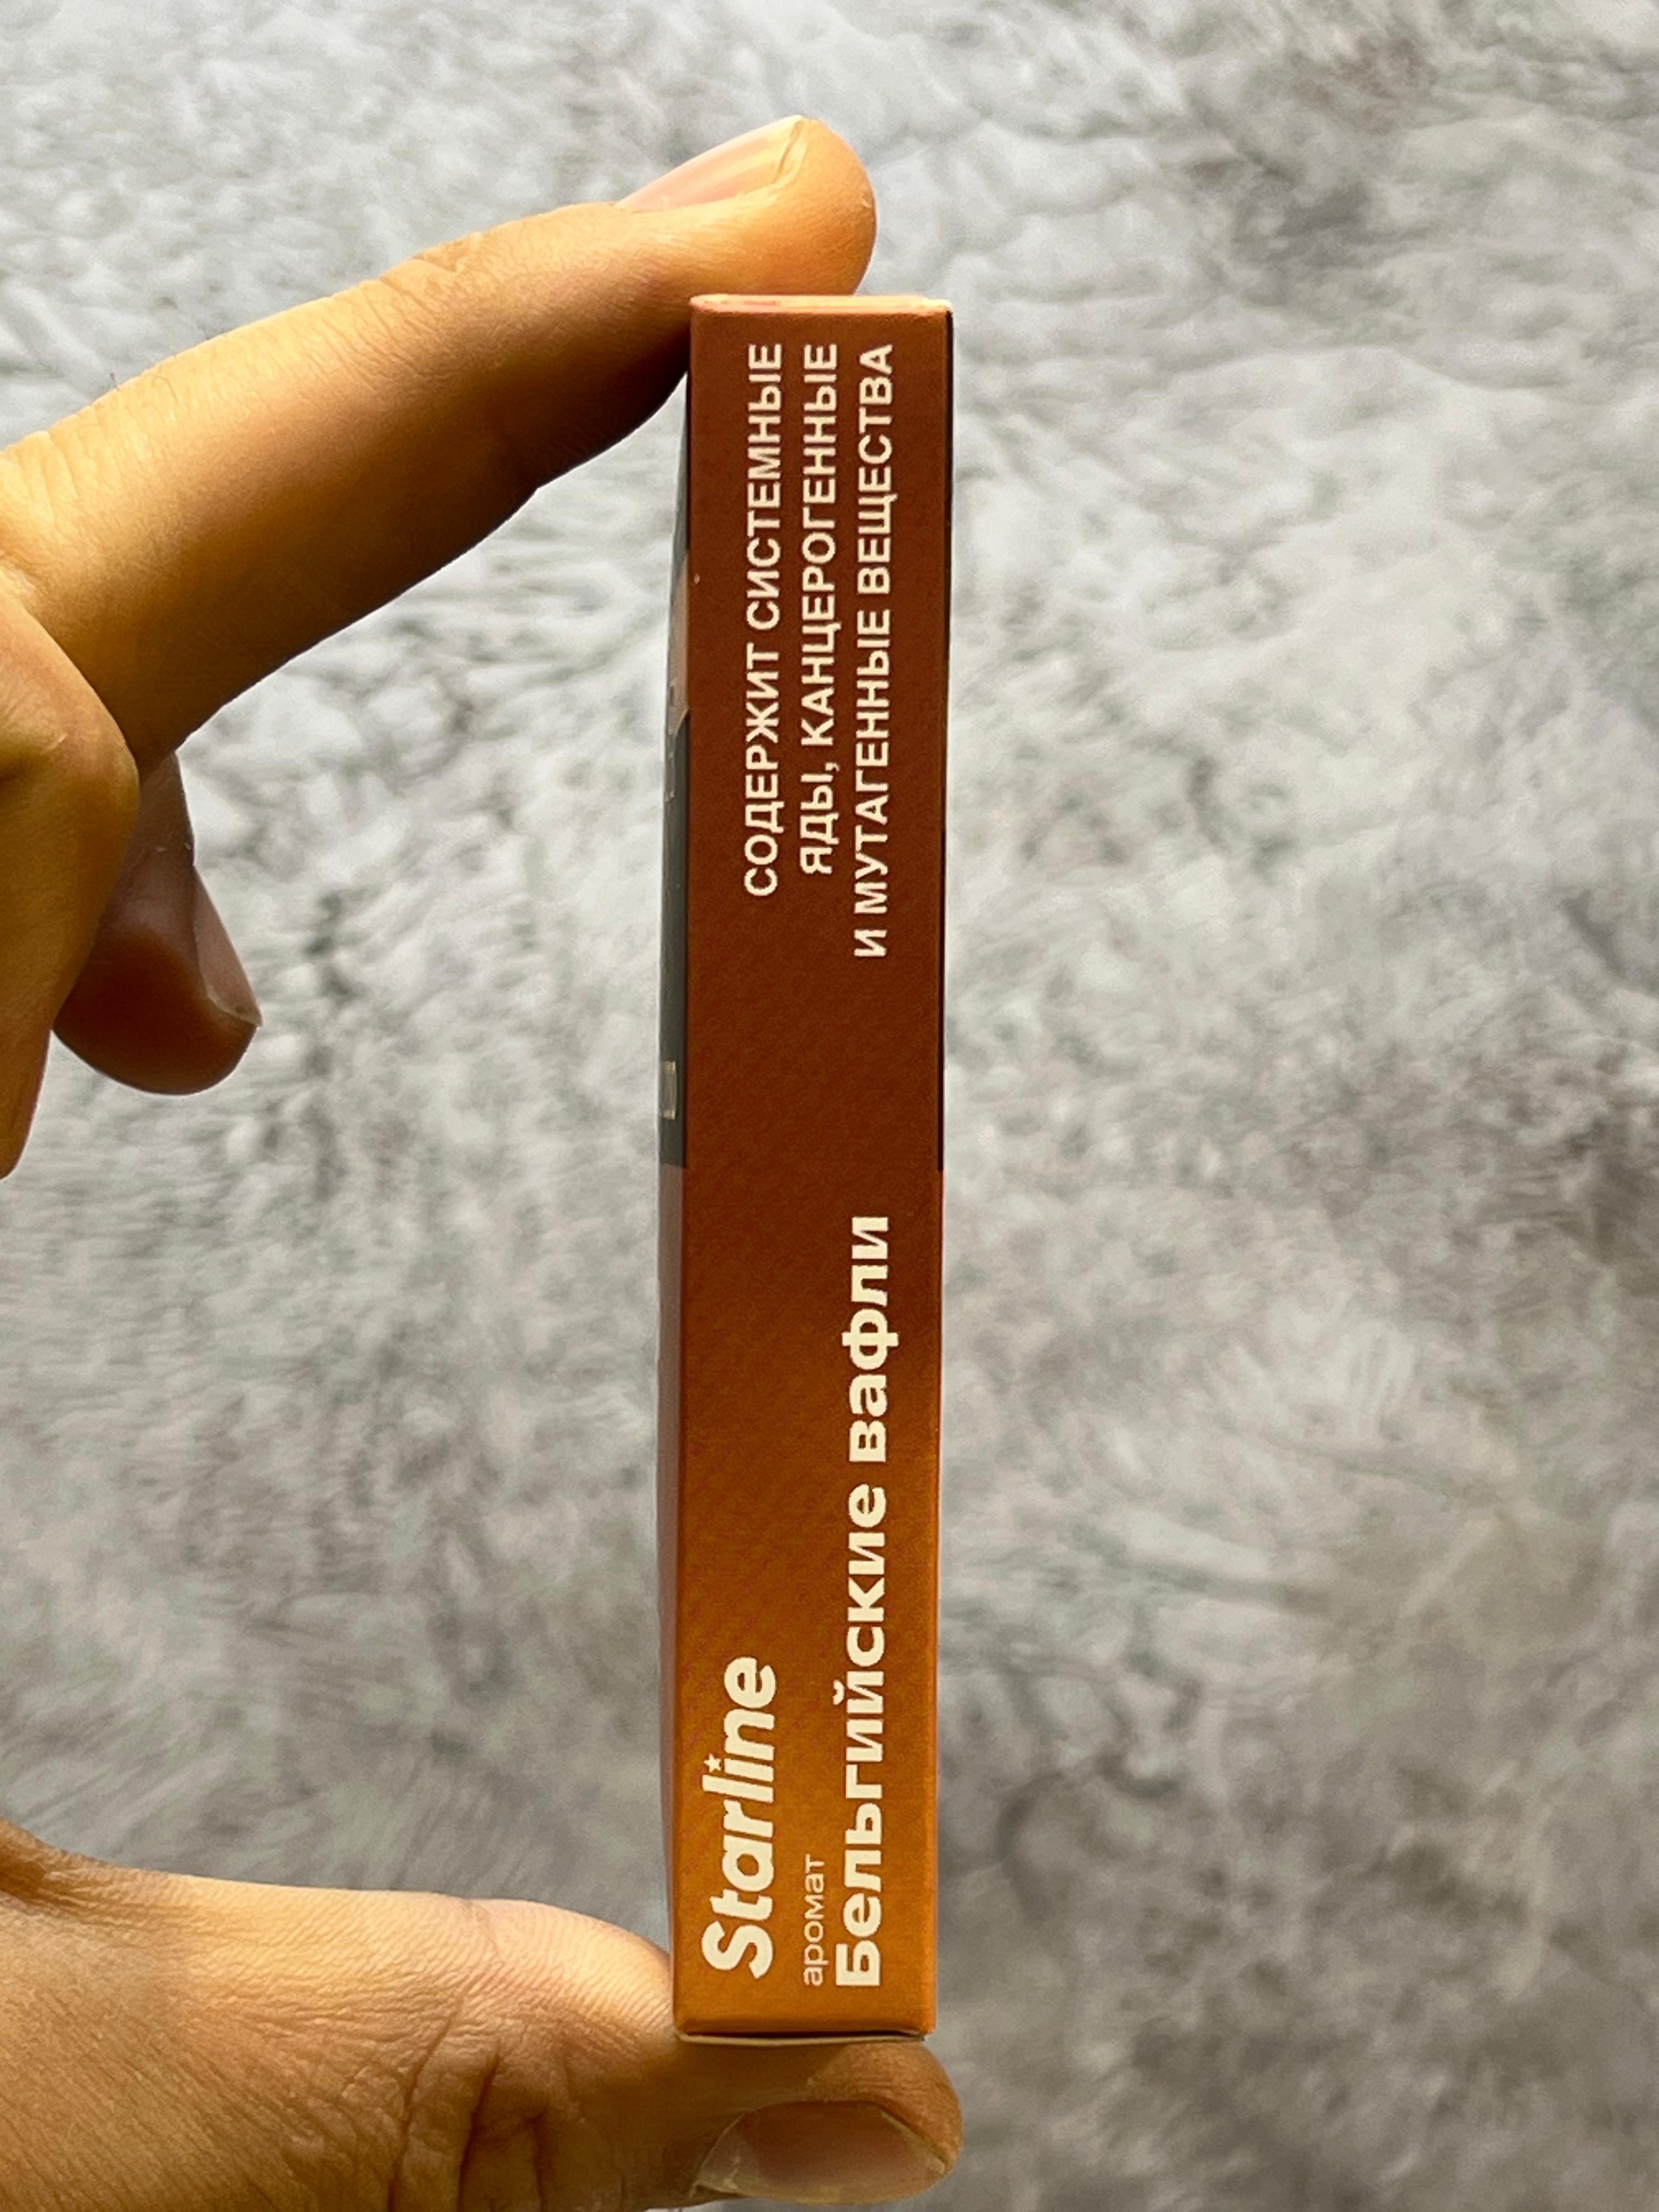 Starline
аромат
Бельгийские вафли
СОДЕРЖИТ СИСТЕМНЫЕ
ЯДЫ, КАНЦЕРОГЕННЫЕ
И МУТАГЕННЫЕ ВЕЩЕСТВА